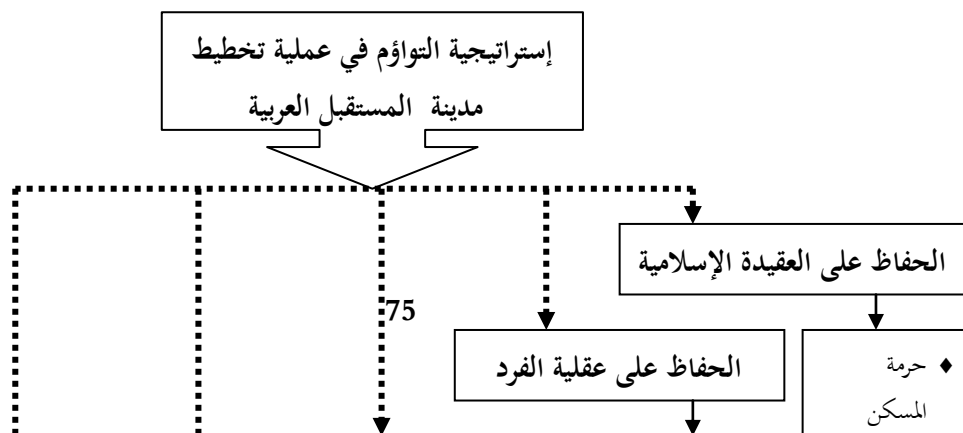 إستراتيجية التواؤم في عملية تخطيط
مدينة المستقبل العربية
الحفاظ على العقيدة الإسلامية
75
الحفاظ على عقلية الفرد
♦ حرمة
المسكن